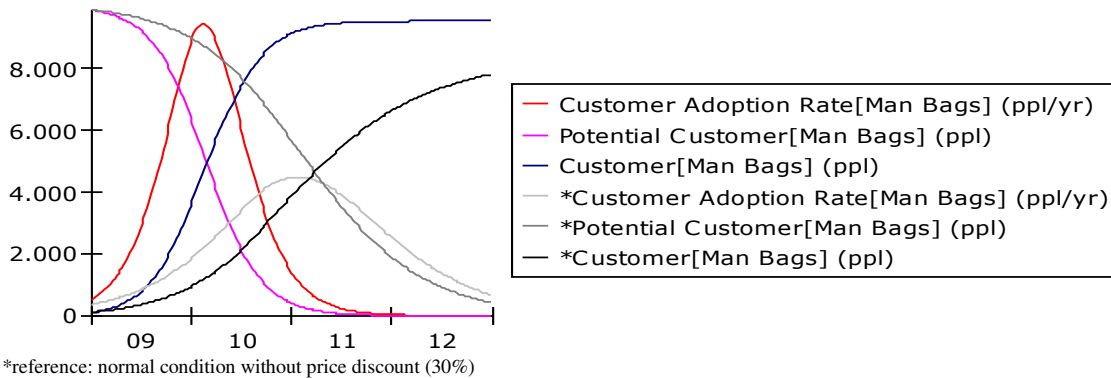 8.000
6.000
4.000
2.000
0
09 10 11 12
Customer Adoption Rate[Man Bags] (ppl/yr)
Potential Customer[Man Bags] (ppl)
Customer[Man Bags] (ppl)
*Customer Adoption Rate[Man Bags] (ppl/yr)
*Potential Customer[Man Bags] (ppl)
*Customer[Man Bags] (ppl)
*reference: normal condition without price discount (30%)